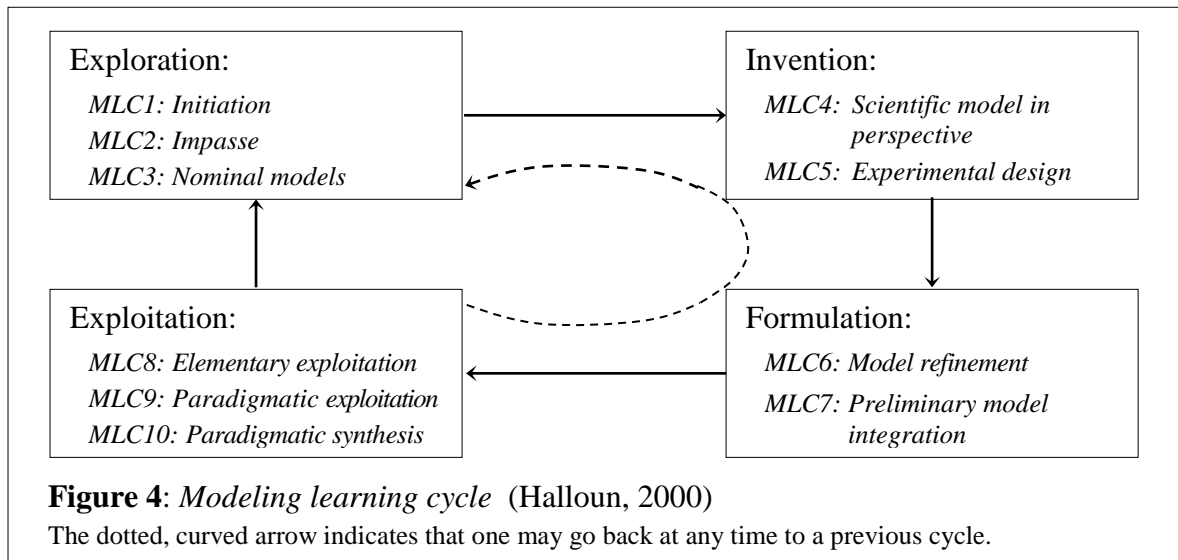 Exploration:
MLC1: Initiation
MLC2: Impasse
MLC3: Nominal models
Invention:
MLC4: Scientific model in
perspective
MLC5: Experimental design
Exploitation:
MLC8: Elementary exploitation
MLC9: Paradigmatic exploitation
MLC10: Paradigmatic synthesis
Formulation:
MLC6: Model refinement
MLC7: Preliminary model
integration
Figure 4: Modeling learning cycle (Halloun, 2000)
The dotted, curved arrow indicates that one may go back at any time to a previous cycle.